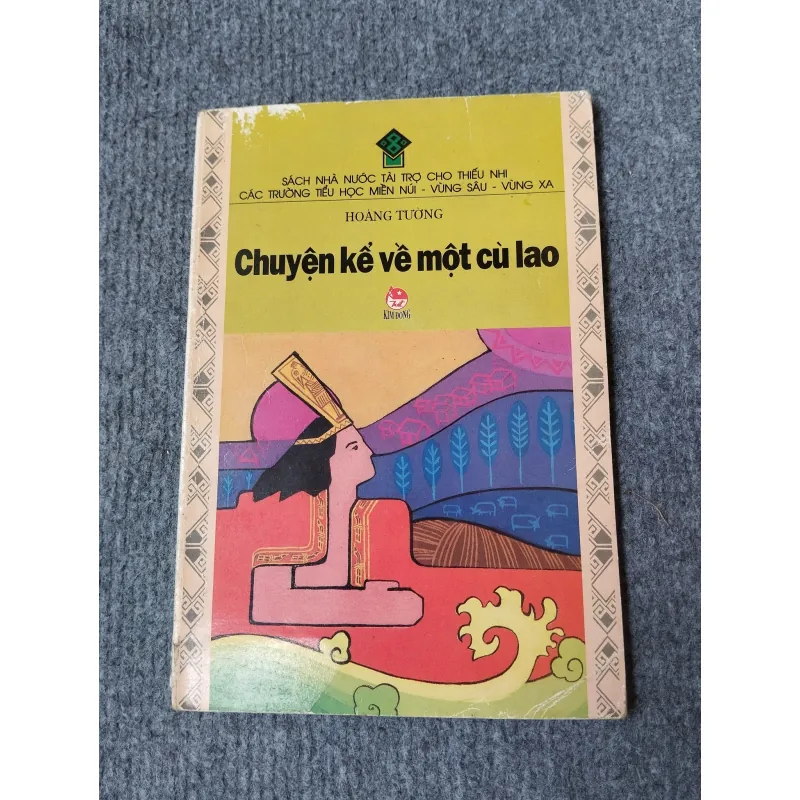 SÁCH NHÀ NƯỚC TÀI TRỢ CHO THIẾU NHI
CÁC TRƯỜNG TIỂU HỌC MIỀN NÚI - VÙNG SÂU - VÙNG XA
HOÀNG TƯỜNG
Chuyện kể về một cù lao
KIM ĐỒNG